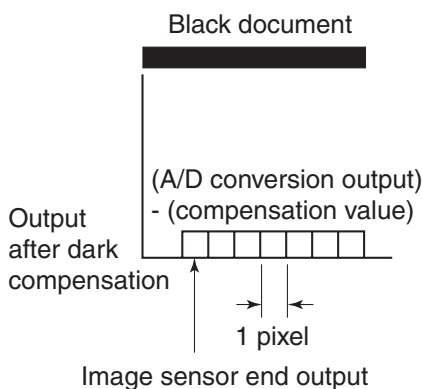 Black document
(A/D conversion output)
- (compensation value)
Output
after dark
compensation
1 pixel
Image sensor end output